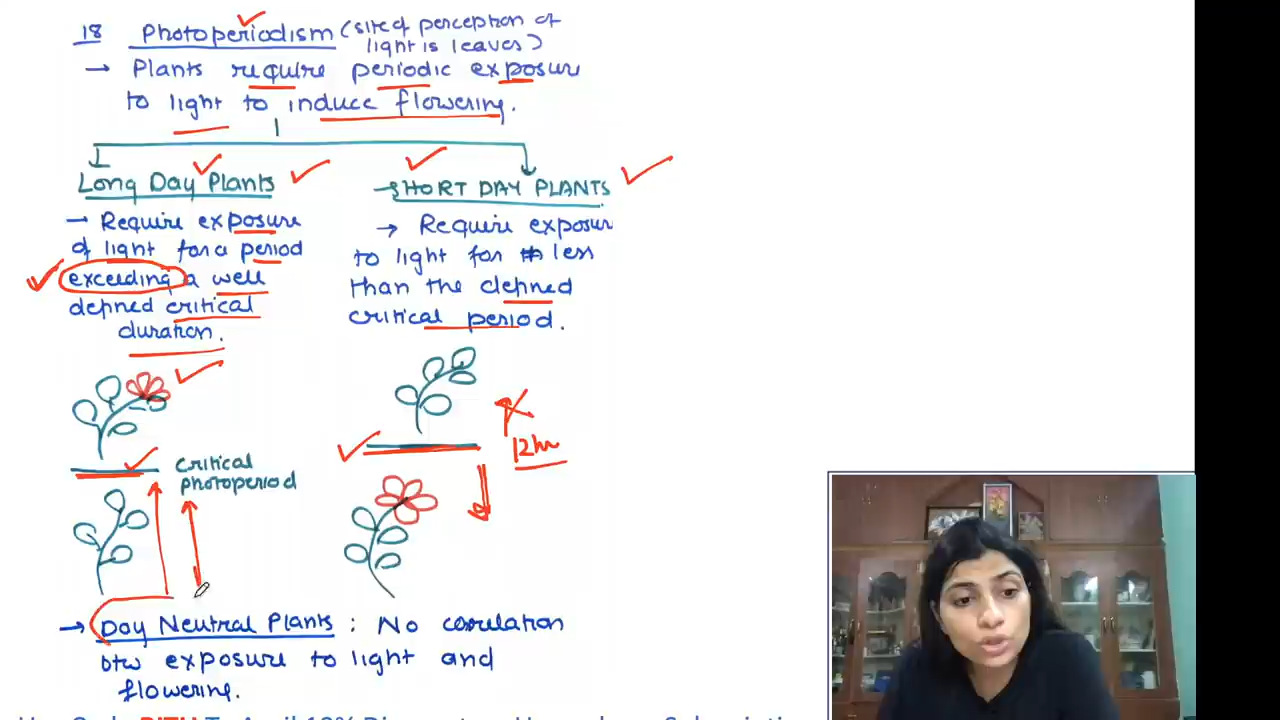 18 Photoperiodism (site of perception of
light is leaves)
→ Plants require periodic exposure
to light to induce flowering.
Long Day Plants
→ Require exposure
of light for a period
exceeding a well
defined critical
duration.
→ SHORT DAY PLANTS
→ Require exposur
to light for less
than the defined
critical period.
12hr
Critical
photoperiod
→ Day Neutral Plants : No correlation
btw exposure to light and
flowering.